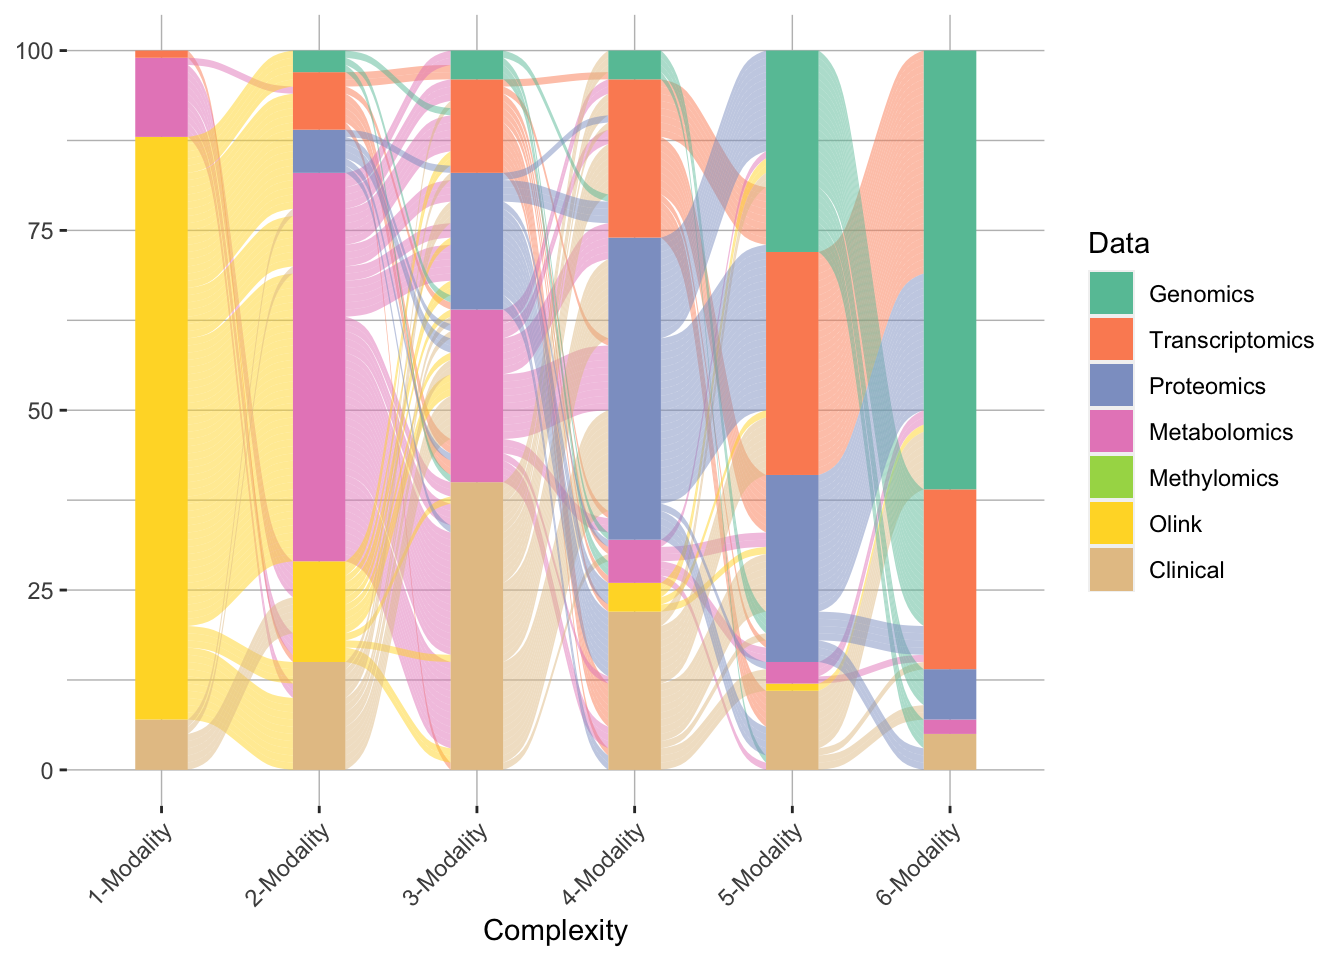 100
75
50
25
0
1-Modality
2-Modality
3-Modality
4-Modality
5-Modality
6-Modality
Complexity
Data
Genomics
Transcriptomics
Proteomics
Metabolomics
Methylomics
Olink
Clinical